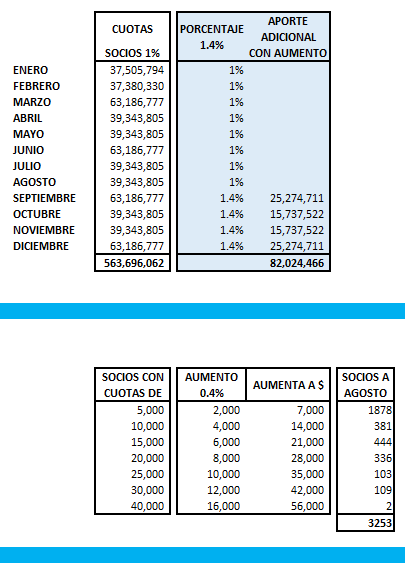 CUOTAS SOCIOS 1% PORCENTAJE 1.4% APORTE ADICIONAL CON AUMENTO
ENERO 37,505,794 1%
FEBRERO 37,380,330 1%
MARZO 63,186,777 1%
ABRIL 39,343,805 1%
MAYO 39,343,805 1%
JUNIO 63,186,777 1%
JULIO 39,343,805 1%
AGOSTO 39,343,805 1%
SEPTIEMBRE 63,186,777 1.4% 25,274,711
OCTUBRE 39,343,805 1.4% 15,737,522
NOVIEMBRE 39,343,805 1.4% 15,737,522
DICIEMBRE 63,186,777 1.4% 25,274,711
563,696,062 82,024,466
SOCIOS CON CUOTAS DE AUMENTO 0.4% AUMENTA A $ SOCIOS A AGOSTO
5,000 2,000 7,000 1878
10,000 4,000 14,000 381
15,000 6,000 21,000 444
20,000 8,000 28,000 336
25,000 10,000 35,000 103
30,000 12,000 42,000 109
40,000 16,000 56,000 2
3253